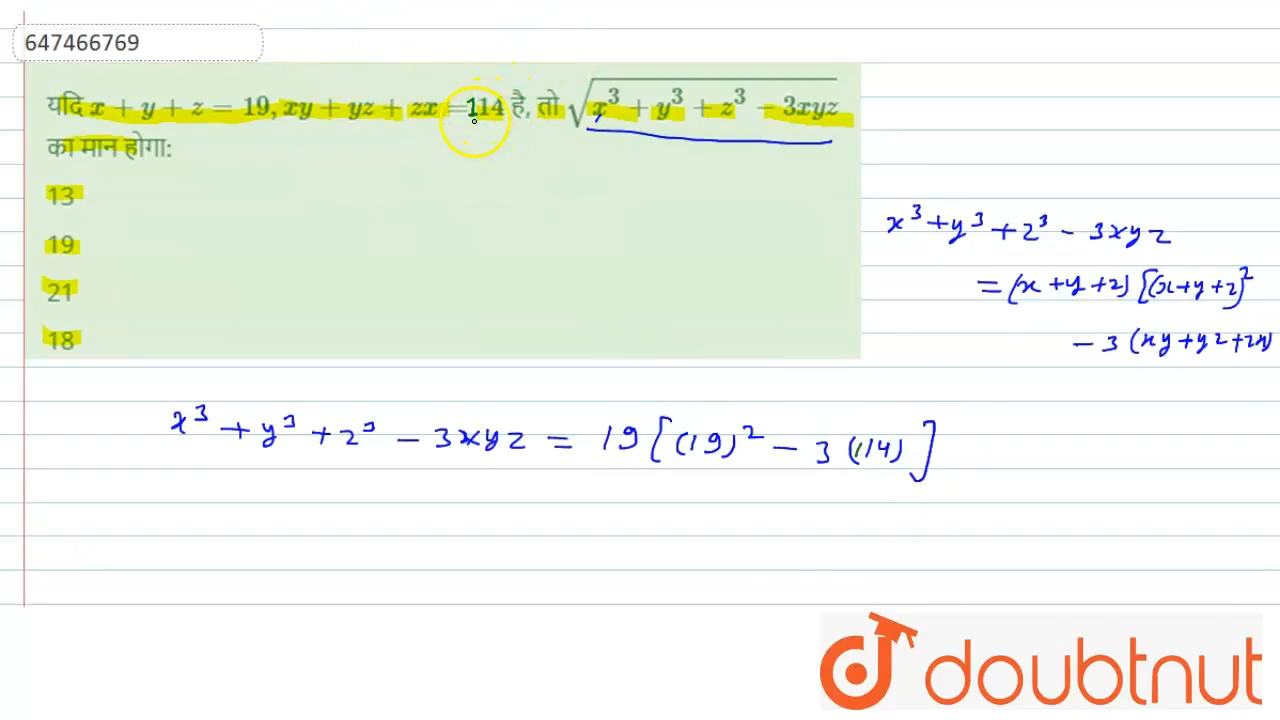 647466769
यदि x + y + z = 19, xy + yz + zx = 114 है, तो √(x³ + y³ + z³ − 3xyz)
का मान होगा:
13
19
21
18
x³ + y³ + z³ − 3xyz
= (x + y + z) [(x + y + z)²
− 3 (xy + yz + zx)
x³ + y³ + z³ − 3xyz = 19 [(19)² − 3 (114)]
doubtnut